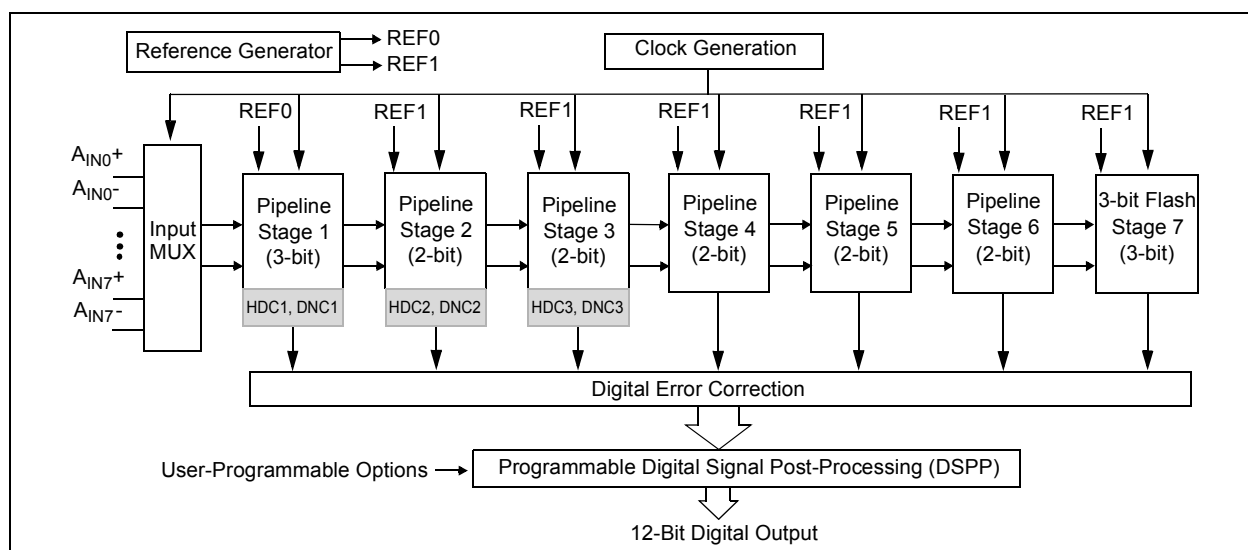 Reference Generator
REF0
REF1
Clock Generation
REF0
REF1
REF1
REF1
REF1
REF1
REF1
AIN0+
AIN0-
AIN7+
AIN7-
Input
MUX
Pipeline
Stage 1
(3-bit)
HDC1, DNC1
Pipeline
Stage 2
(2-bit)
HDC2, DNC2
Pipeline
Stage 3
(2-bit)
HDC3, DNC3
Pipeline
Stage 4
(2-bit)
Pipeline
Stage 5
(2-bit)
Pipeline
Stage 6
(2-bit)
3-bit Flash
Stage 7
(3-bit)
Digital Error Correction
User-Programmable Options
Programmable Digital Signal Post-Processing (DSPP)
12-Bit Digital Output